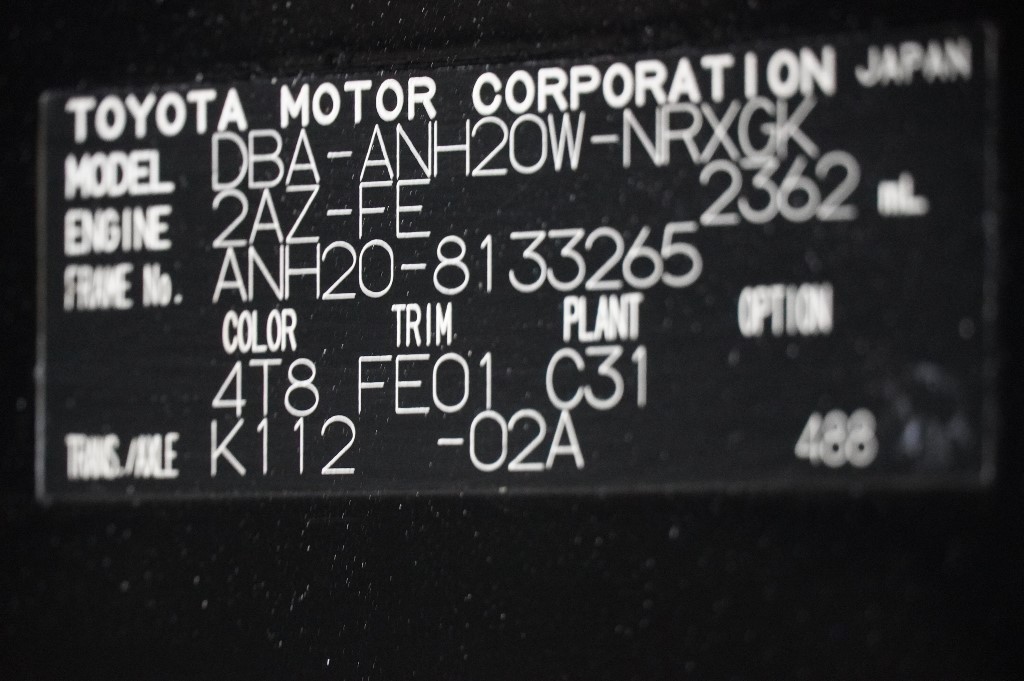 TOYOTA MOTOR CORPORATION JAPAN
MODEL DBA-ANH20W-NRXGK
ENGINE 2AZ-FE 2362 mL
FRAME No. ANH20-8133265
COLOR TRIM PLANT OPTION
4T8 FE01 C31
TRANS./AXLE K112 -02A 488